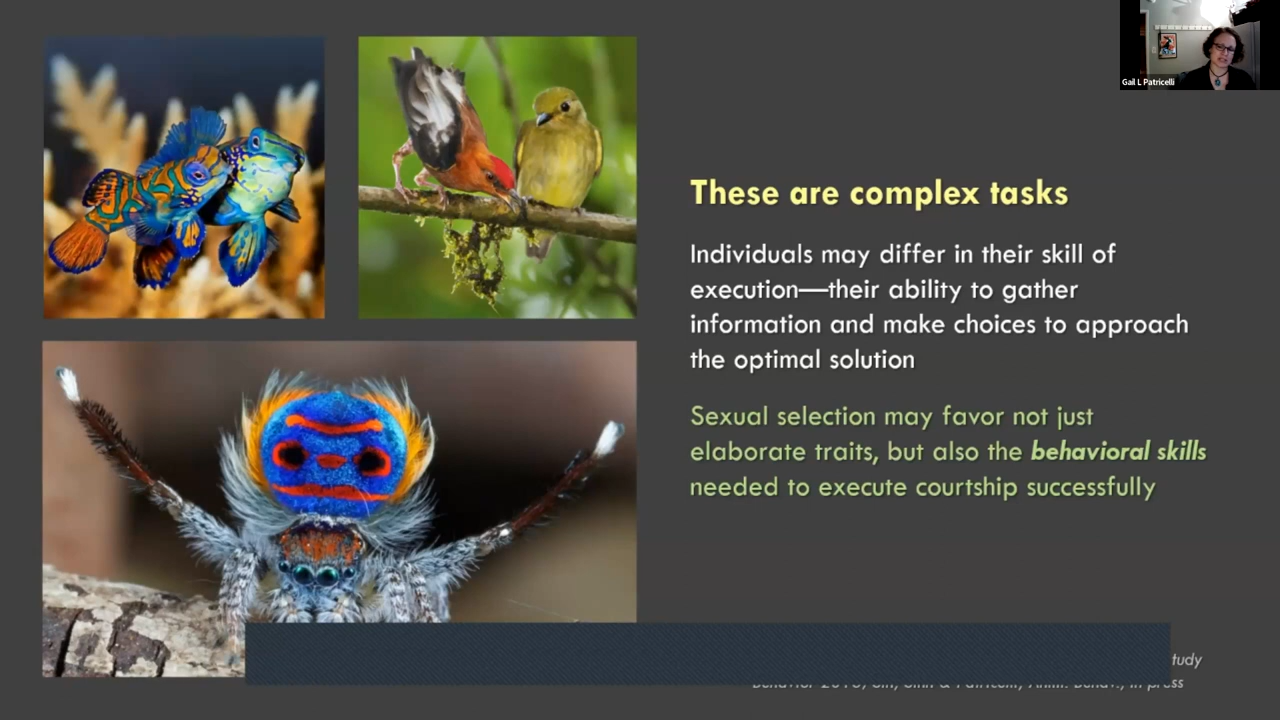 Gail L Patricelli
These are complex tasks
Individuals may differ in their skill of
execution—their ability to gather
information and make choices to approach
the optimal solution
Sexual selection may favor not just
elaborate traits, but also the behavioral skills
needed to execute courtship successfully
in press